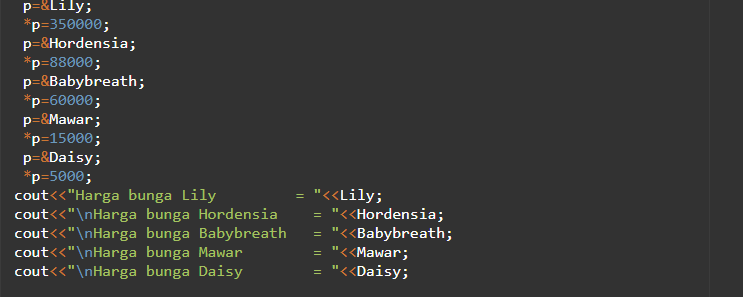 p=&Lily;
*p=350000;
p=&Hordensia;
*p=88000;
p=&Babybreath;
*p=60000;
p=&Mawar;
*p=15000;
p=&Daisy;
*p=5000;
cout<<"Harga bunga Lily         = "<<Lily;
cout<<"\nHarga bunga Hordensia    = "<<Hordensia;
cout<<"\nHarga bunga Babybreath   = "<<Babybreath;
cout<<"\nHarga bunga Mawar        = "<<Mawar;
cout<<"\nHarga bunga Daisy        = "<<Daisy;